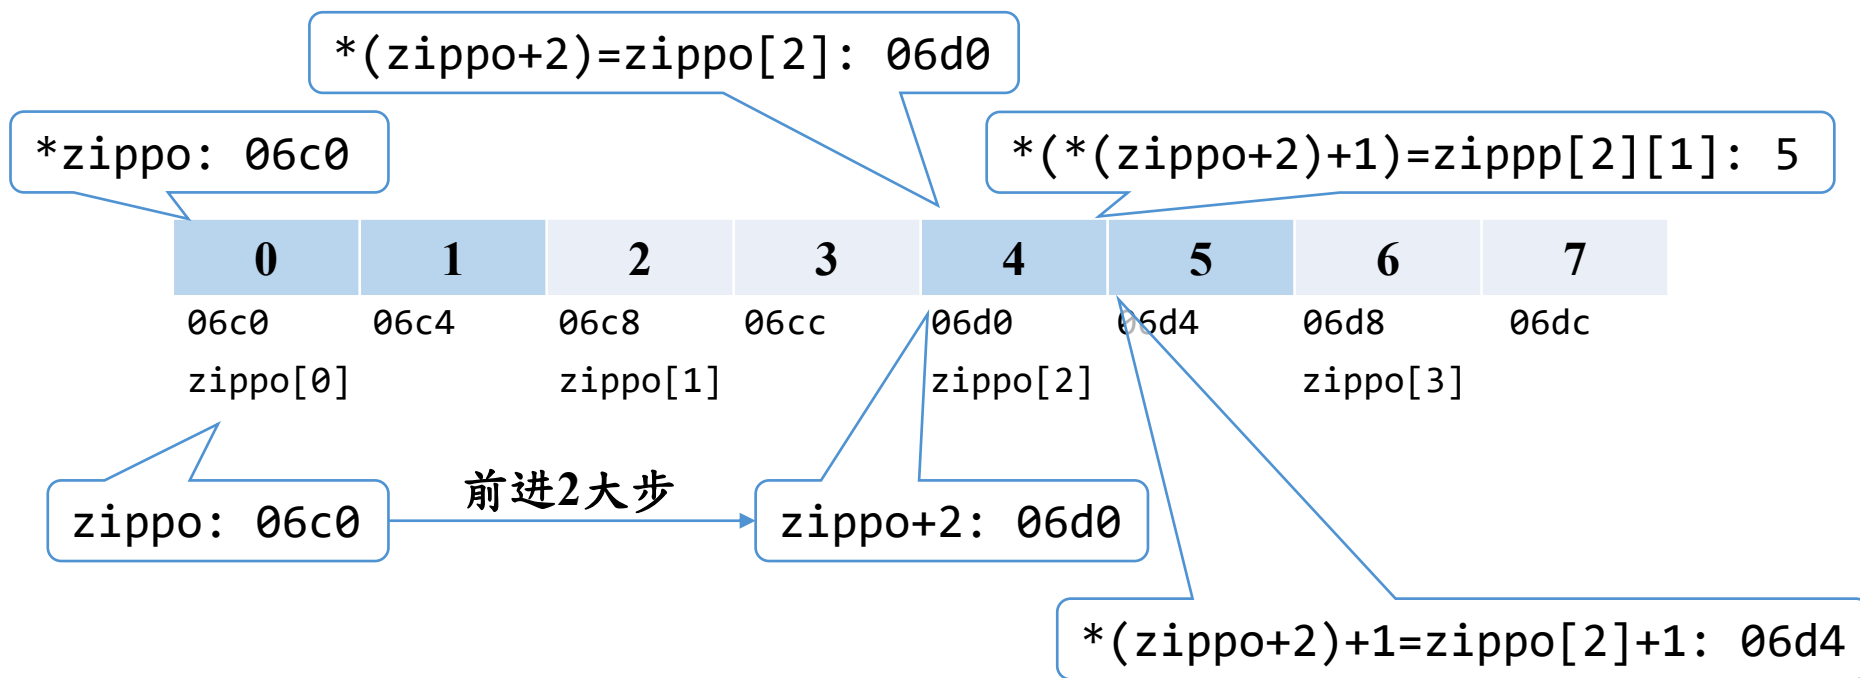 *(zippo+2)=zippo[2]: 06d0
*zippo: 06c0
*(*(zippo+2)+1)=zippp[2][1]: 5
0 1 2 3 4 5 6 7
06c0 06c4 06c8 06cc 06d0 06d4 06d8 06dc
zippo[0] zippo[1] zippo[2] zippo[3]
前进2大步
zippo: 06c0
zippo+2: 06d0
*(zippo+2)+1=zippo[2]+1: 06d4